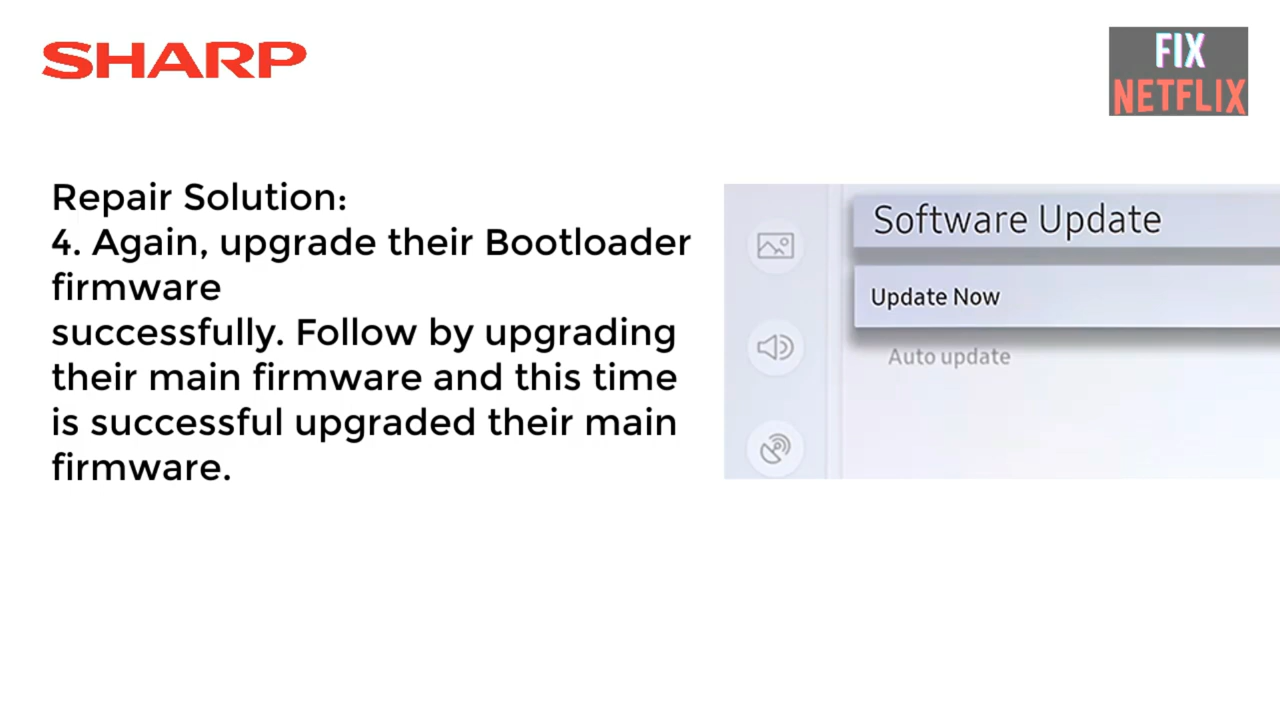 SHARP
FIX
NETFLIX
Repair Solution:
4. Again, upgrade their Bootloader
firmware
successfully. Follow by upgrading
their main firmware and this time
is successful upgraded their main
firmware.
Software Update
Update Now
Auto update